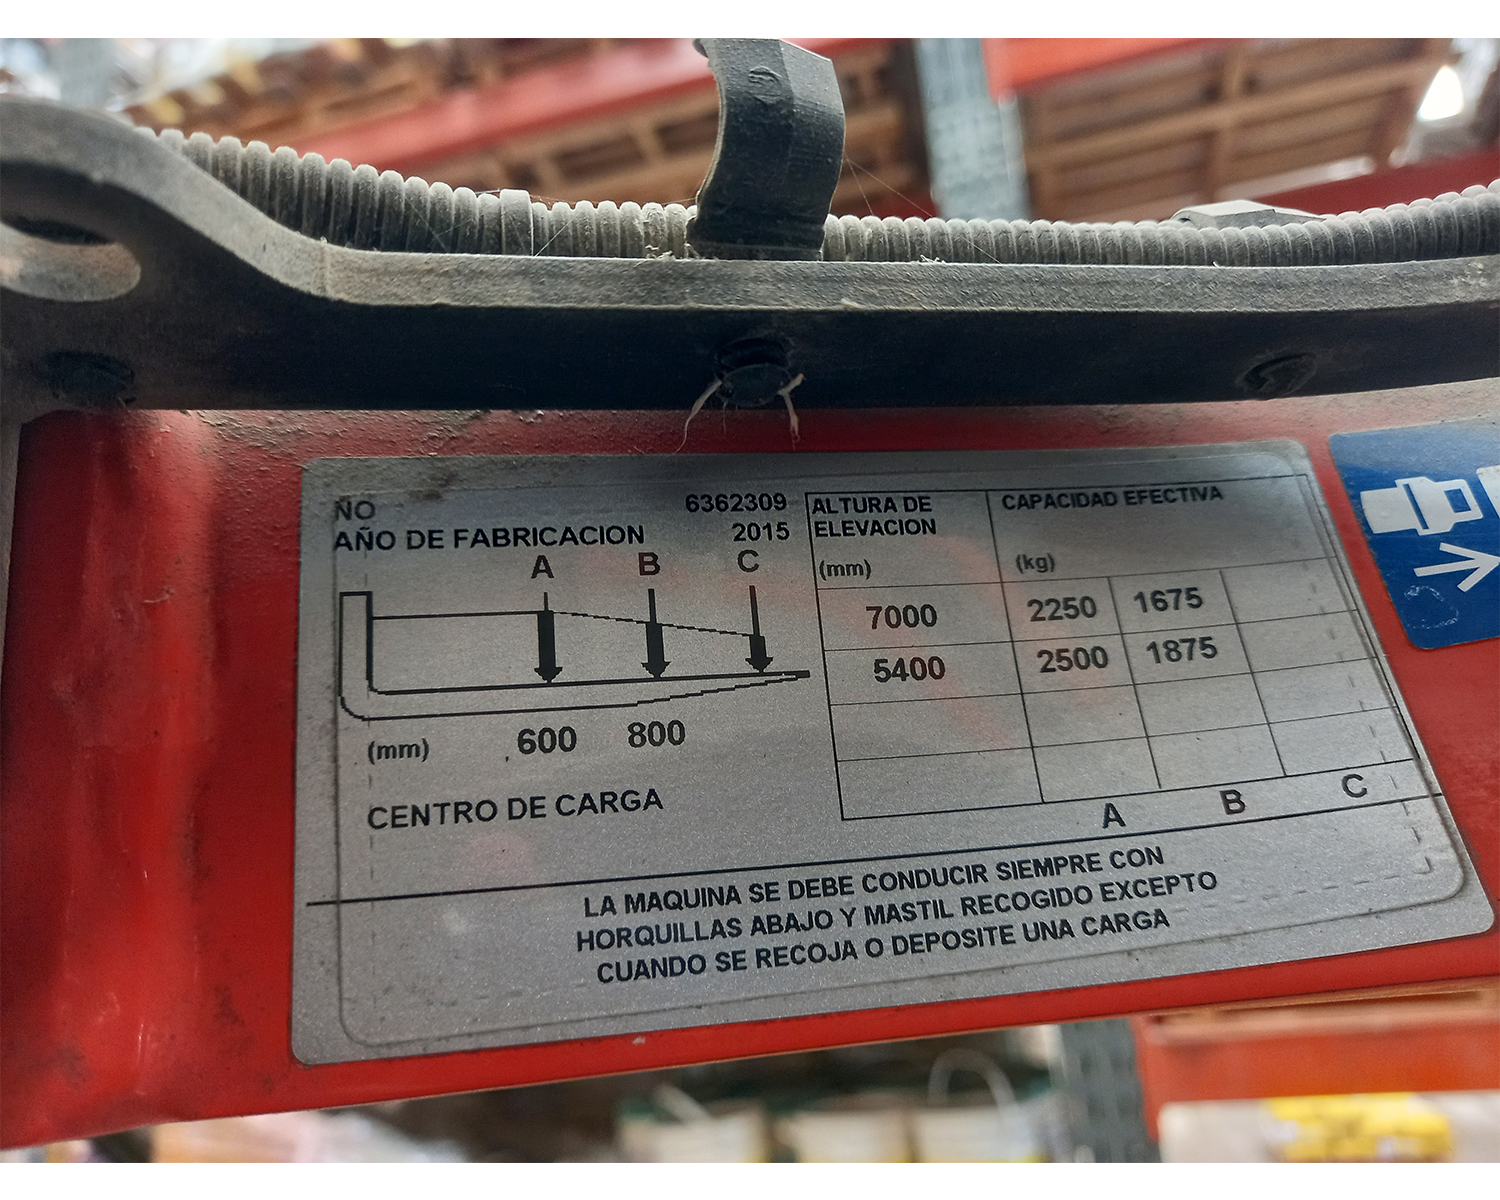 ÑO 6362309
AÑO DE FABRICACION 2015
A B C
(mm) 600 800
CENTRO DE CARGA
ALTURA DE ELEVACION
(mm)
CAPACIDAD EFECTIVA
(kg)
7000 2250 1675
5400 2500 1875
A B C
LA MAQUINA SE DEBE CONDUCIR SIEMPRE CON
HORQUILLAS ABAJO Y MASTIL RECOGIDO EXCEPTO
CUANDO SE RECOJA O DEPOSITE UNA CARGA